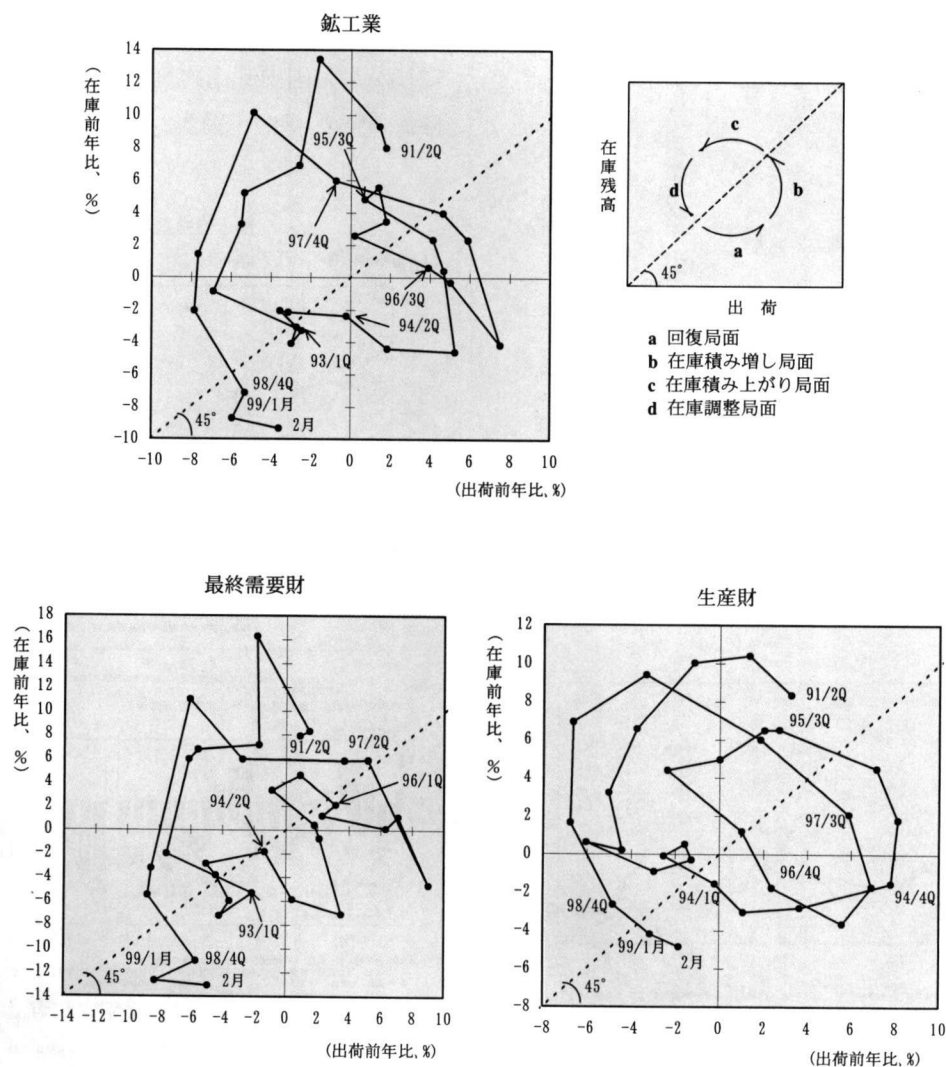 鉱工業
(在庫前年比、%)
14
12
10
8
6
4
2
0
-2
-4
-6
-8
-10
-10 -8 -6 -4 -2 0 2 4 6 8 10
(出荷前年比,%)
95/3Q
91/2Q
97/4Q
96/3Q
94/2Q
93/1Q
98/4Q
99/1月
2月
45°
在庫残高
c
d
b
a
45°
出 荷
a 回復局面
b 在庫積み増し局面
c 在庫積み上がり局面
d 在庫調整局面
最終需要財
(在庫前年比、%)
18
16
14
12
10
8
6
4
2
0
-2
-4
-6
-8
-10
-12
-14
-14 -12 -10 -8 -6 -4 -2 0 2 4 6 8 10
(出荷前年比,%)
91/2Q
97/2Q
96/1Q
94/2Q
93/1Q
99/1月
98/4Q
2月
45°
生産財
(在庫前年比、%)
12
10
8
6
4
2
0
-2
-4
-6
-8
-8 -6 -4 -2 0 2 4 6 8 10
(出荷前年比,%)
91/2Q
95/3Q
97/3Q
96/4Q
94/1Q
94/4Q
98/4Q
99/1月
2月
45°